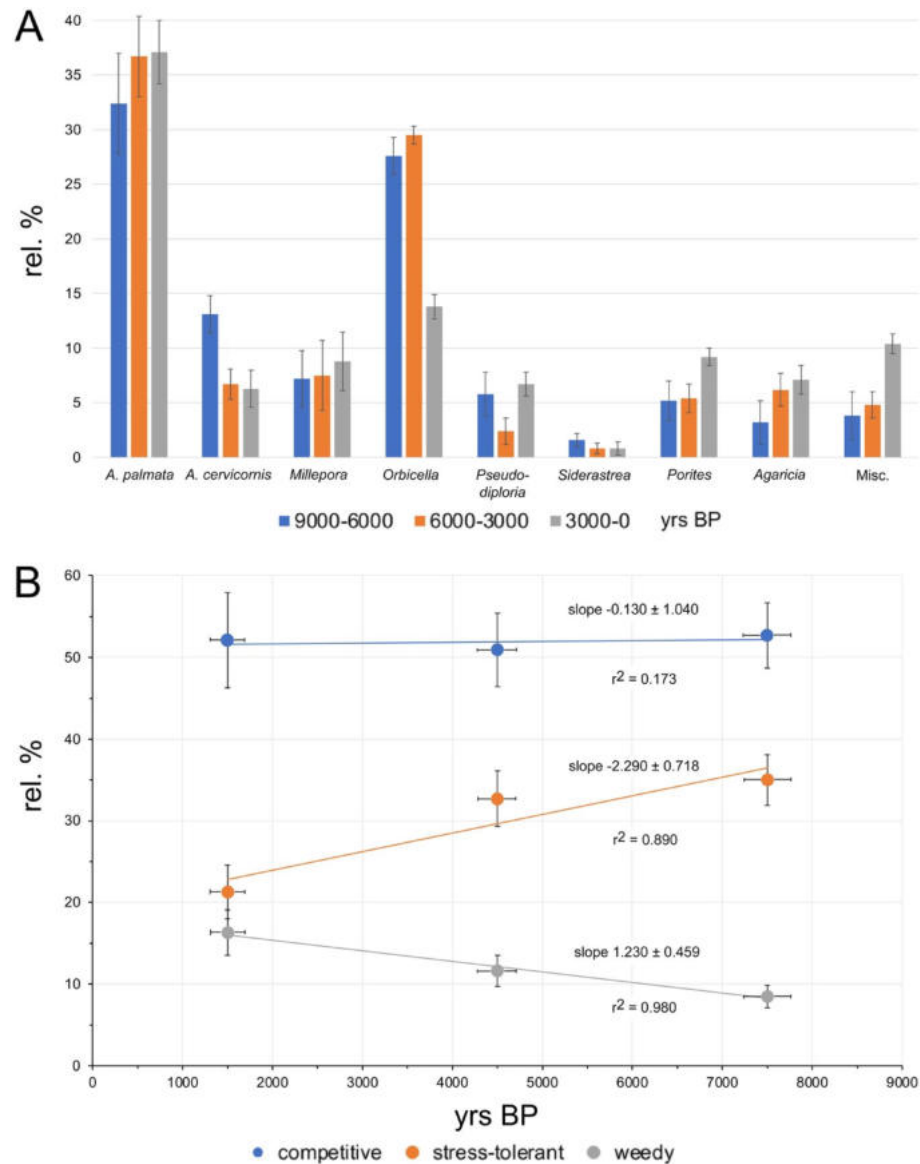 A
40
35
30
25
20
15
10
5
0
rel. %
A. palmata A. cervicornis Millepora Orbicella Pseudo- Siderastrea Porites Agaricia Misc.
diploria
9000-6000 6000-3000 3000-0 yrs BP
B
60
50
40
30
20
10
0
rel. %
slope -0.130 ± 1.040
r2 = 0.173
slope -2.290 ± 0.718
r2 = 0.890
slope 1.230 ± 0.459
r2 = 0.980
0 1000 2000 3000 4000 5000 6000 7000 8000 9000
yrs BP
competitive stress-tolerant weedy